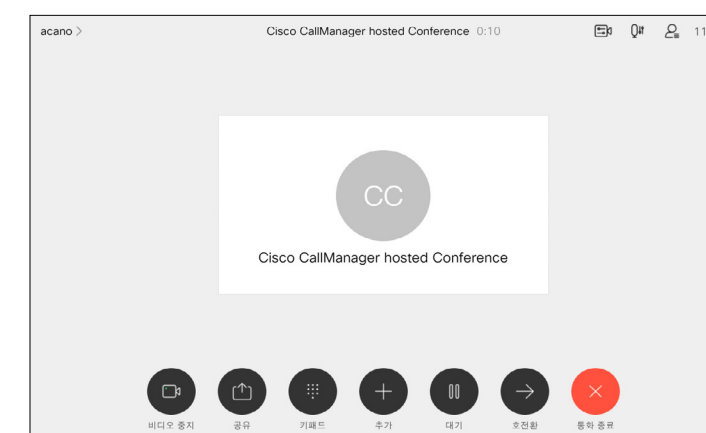 acano >
Cisco CallManager hosted Conference 0:10
11
CC
Cisco CallManager hosted Conference
비디오 중지
공유
키패드
추가
대기
호전환
통화 종료